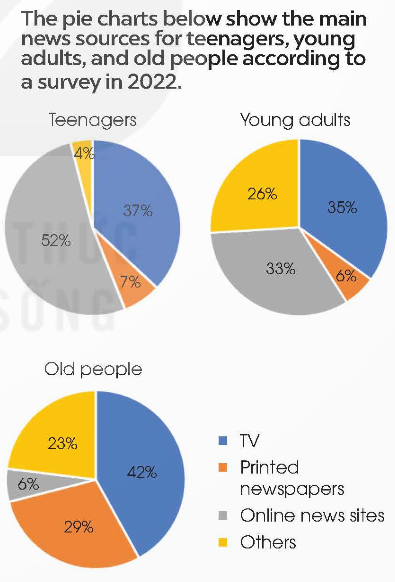 The pie charts below show the main
news sources for teenagers, young
adults, and old people according to
a survey in 2022.
Teenagers
4%
37%
52%
7%
THỨC
SỐNG
Young adults
26%
35%
33%
6%
Old people
23%
42%
6%
29%
TV
Printed
newspapers
Online news sites
Others